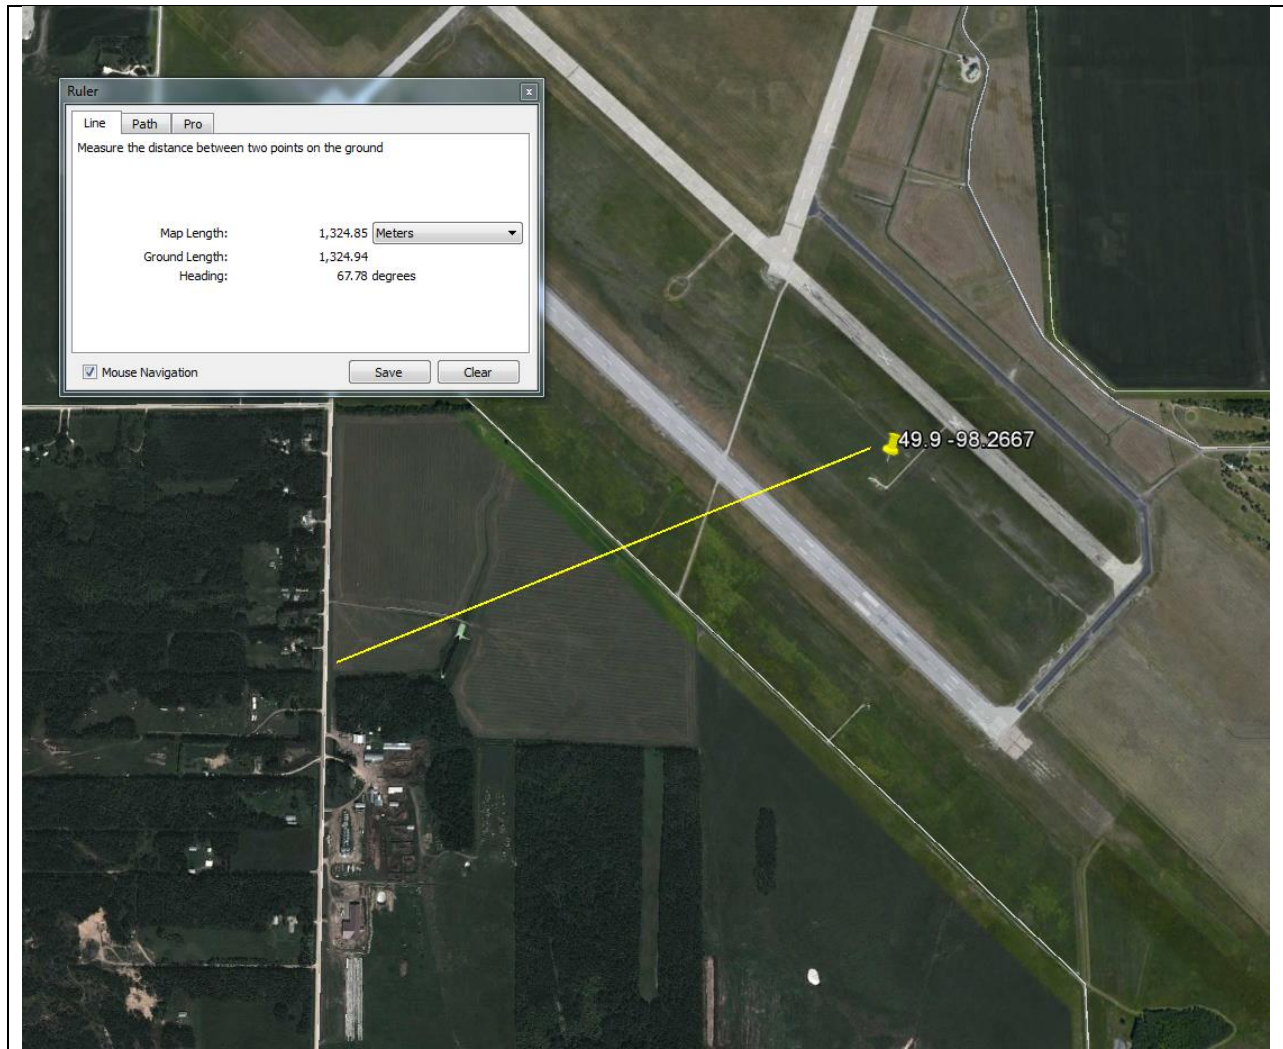 Ruler
Line Path Pro
Measure the distance between two points on the ground
Map Length: 1,324.85 Meters
Ground Length: 1,324.94
Heading: 67.78 degrees
Mouse Navigation Save Clear
49.9 -98.2667